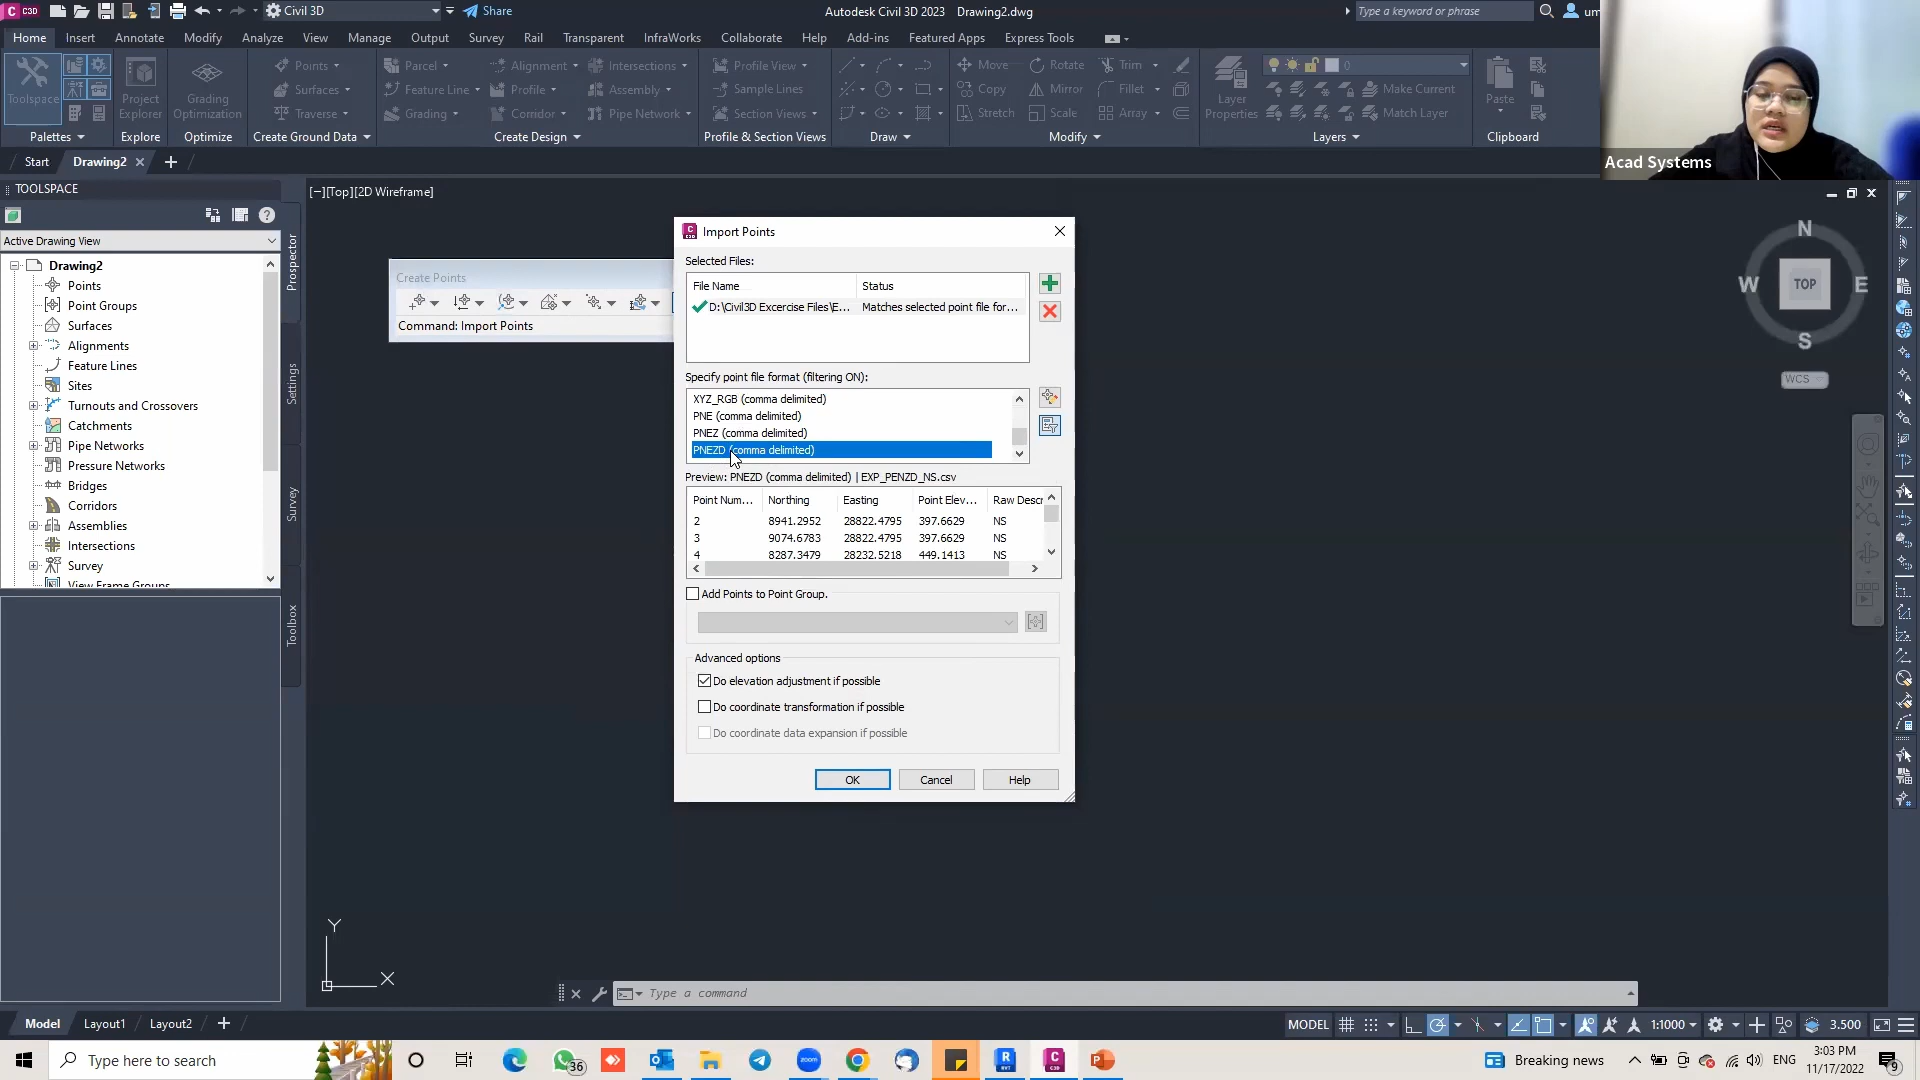 C3D
Civil 3D
Share
Autodesk Civil 3D 2023 Drawing2.dwg
Type a keyword or phrase
um
Home Insert Annotate Modify Analyze View Manage Output Survey Rail Transparent InfraWorks Collaborate Help Add-ins Featured Apps Express Tools
Toolspace
Project Explorer
Grading Optimization
Points
Surfaces
Traverse
Parcel
Feature Line
Grading
Alignment
Profile
Corridor
Intersections
Assembly
Pipe Network
Profile View
Sample Lines
Section Views
Move
Copy
Stretch
Rotate
Mirror
Scale
Trim
Fillet
Array
Layer Properties
0
Make Current
Match Layer
Paste
Palettes Explore Optimize Create Ground Data Create Design Profile & Section Views Draw Modify Layers Clipboard
Acad Systems
Start Drawing2
TOOLSPACE
[−][Top][2D Wireframe]
Active Drawing View
Drawing2
Points
Point Groups
Surfaces
Alignments
Feature Lines
Sites
Turnouts and Crossovers
Catchments
Pipe Networks
Pressure Networks
Bridges
Corridors
Assemblies
Intersections
Survey
View Frame Groups
Prospector
Settings
Survey
Toolbox
Create Points
Command: Import Points
Import Points
Selected Files:
File Name Status
D:\Civil3D Excercise Files\E... Matches selected point file for...
Specify point file format (filtering ON):
XYZ_RGB (comma delimited)
PNE (comma delimited)
PNEZ (comma delimited)
PNEZD (comma delimited)
Preview: PNEZD (comma delimited) | EXP_PENZD_NS.csv
Point Num... Northing Easting Point Elev... Raw Descr
2 8941.2952 28822.4795 397.6629 NS
3 9074.6783 28822.4795 397.6629 NS
4 8287.3479 28232.5218 449.1413 NS
Add Points to Point Group.
Advanced options
Do elevation adjustment if possible
Do coordinate transformation if possible
Do coordinate data expansion if possible
OK Cancel Help
N
W TOP E
S
WCS
Y
X
Type a command
Model Layout1 Layout2
MODEL
1:1000
3.500
Type here to search
36
zoom
Breaking news
ENG
3:03 PM
11/17/2022
9